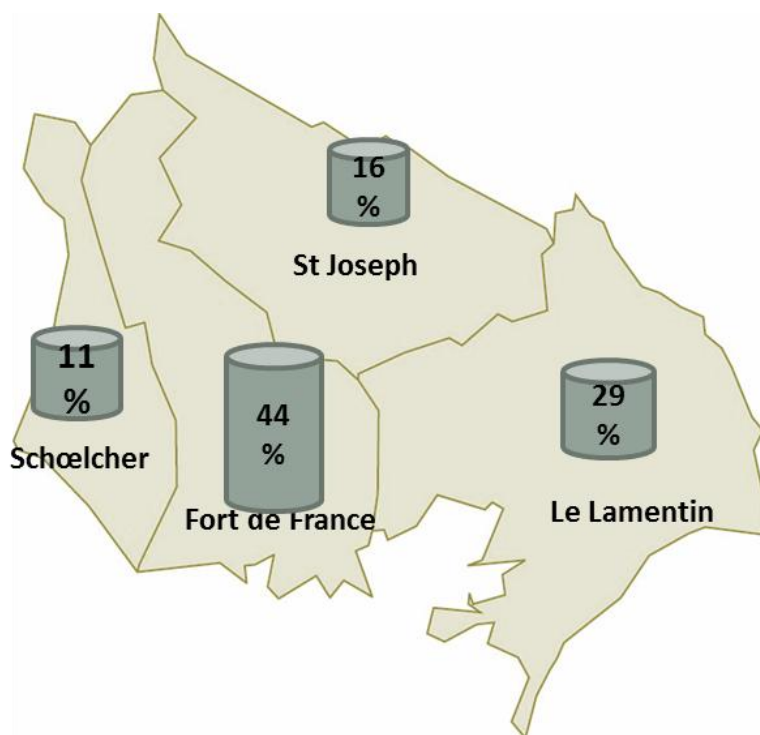 16
%
St Joseph
11
%
Schœlcher
44
%
Fort de France
29
%
Le Lamentin